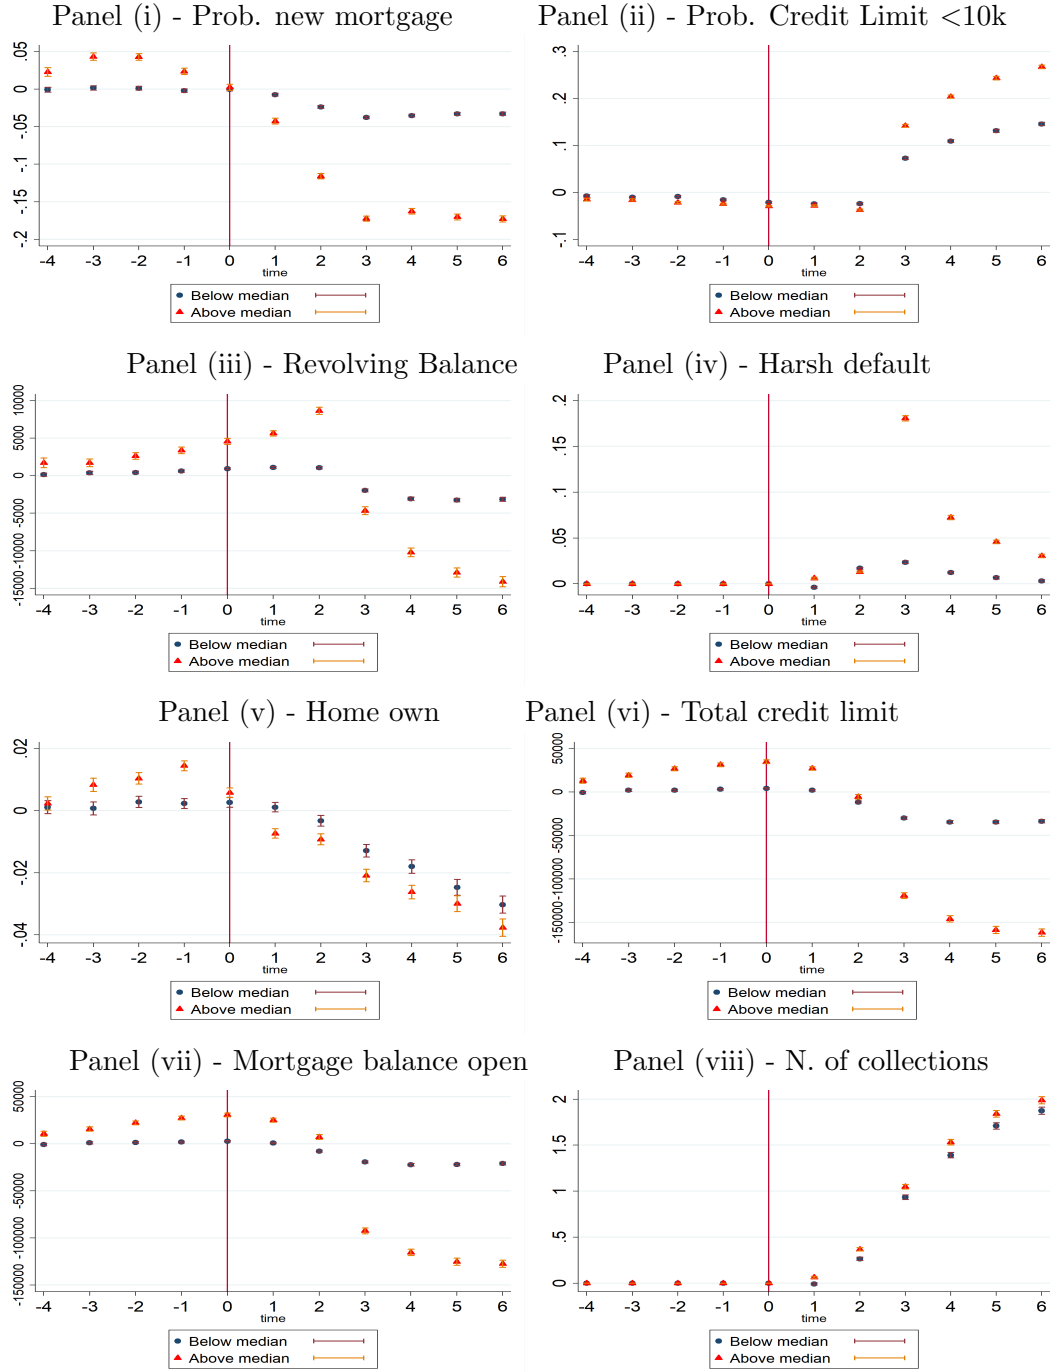 Panel (i) - Prob. new mortgage
.05
0
-.05
-.1
-.15
-.2
-4 -3 -2 -1 0 1 2 3 4 5 6
time
Below median
Above median
Panel (ii) - Prob. Credit Limit <10k
.3
.2
.1
0
-.1
-4 -3 -2 -1 0 1 2 3 4 5 6
time
Below median
Above median
Panel (iii) - Revolving Balance
10000
5000
0
-5000
-10000
-15000
-4 -3 -2 -1 0 1 2 3 4 5 6
time
Below median
Above median
Panel (iv) - Harsh default
.2
.15
.1
.05
0
-4 -3 -2 -1 0 1 2 3 4 5 6
time
Below median
Above median
Panel (v) - Home own
.02
0
-.02
-.04
-4 -3 -2 -1 0 1 2 3 4 5 6
time
Below median
Above median
Panel (vi) - Total credit limit
50000
0
-50000
-100000
-150000
-4 -3 -2 -1 0 1 2 3 4 5 6
time
Below median
Above median
Panel (vii) - Mortgage balance open
50000
0
-50000
-100000
-150000
-4 -3 -2 -1 0 1 2 3 4 5 6
time
Below median
Above median
Panel (viii) - N. of collections
2
1.5
1
.5
0
-4 -3 -2 -1 0 1 2 3 4 5 6
time
Below median
Above median